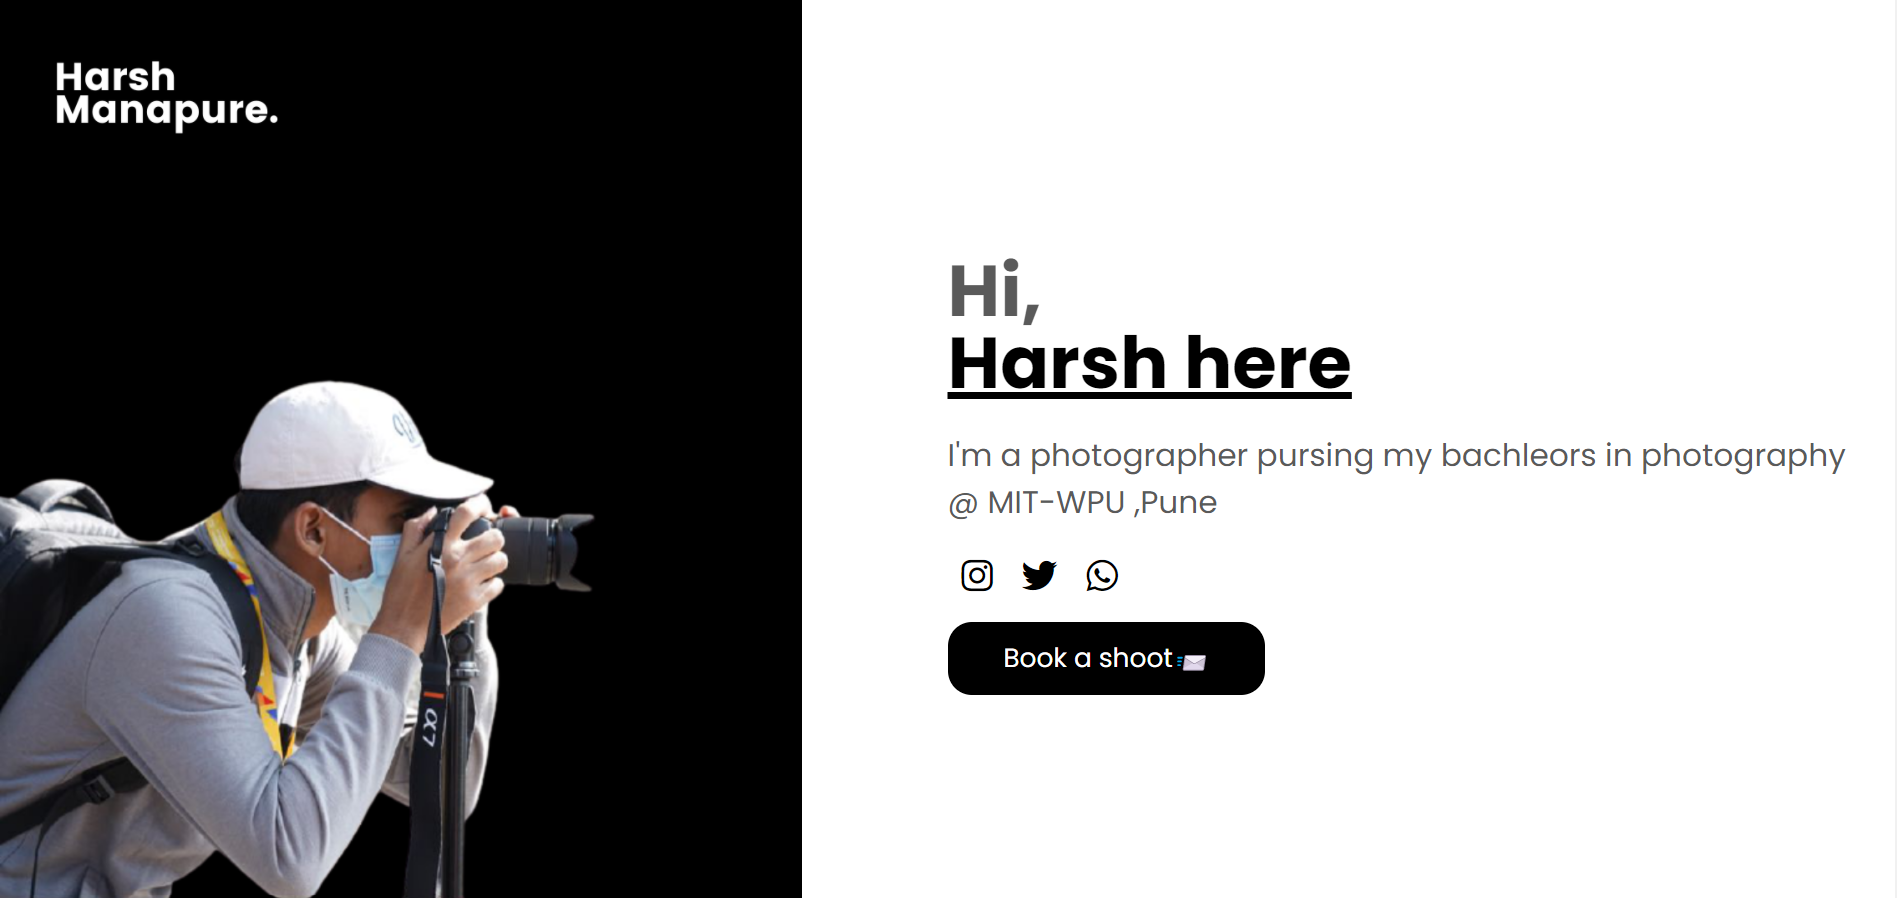 Harsh
Manapure.
Hi,
Harsh here
I'm a photographer pursing my bachleors in photography
@ MIT-WPU ,Pune
Book a shoot
α7